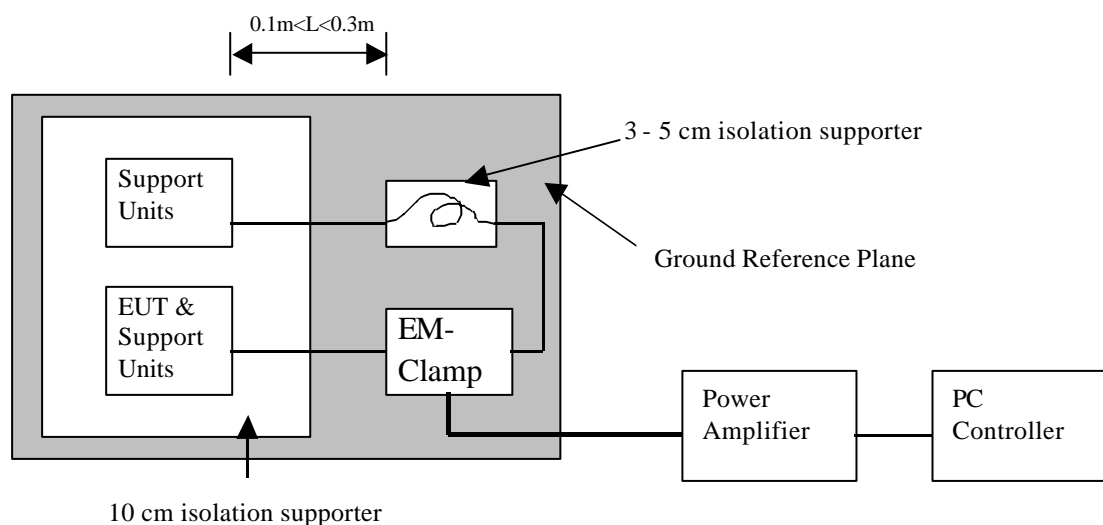 0.1m<L<0.3m
3 - 5 cm isolation supporter
Support
Units
Ground Reference Plane
EUT &
Support
Units
EM-
Clamp
Power
Amplifier
PC
Controller
10 cm isolation supporter